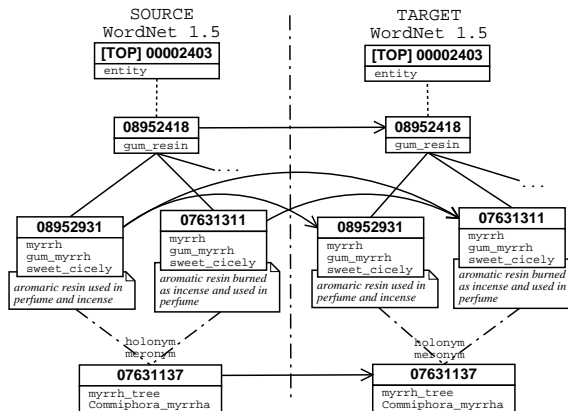 SOURCE
WordNet 1.5
[TOP] 00002403
entity
08952418
gum_resin
...
08952931
myrrh
gum_myrrh
sweet_cicely
aromaric resin used in
perfume and incense
07631311
myrrh
gum_myrrh
sweet_cicely
aromatic resin burned
as incense and used in
perfume
holonym
meronym
07631137
myrrh_tree
Commiphora_myrrha
TARGET
WordNet 1.5
[TOP] 00002403
entity
08952418
gum_resin
...
08952931
myrrh
gum_myrrh
sweet_cicely
aromaric resin used in
perfume and incense
07631311
myrrh
gum_myrrh
sweet_cicely
aromatic resin burned
as incense and used in
perfume
holonym
meronym
07631137
myrrh_tree
Commiphora_myrrha